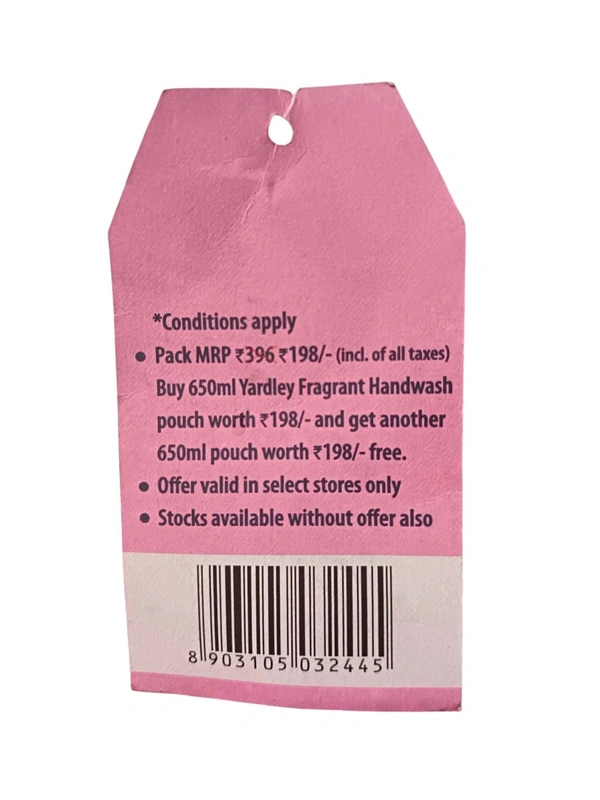 *Conditions apply
• Pack MRP ₹396 ₹198/- (incl. of all taxes)
Buy 650ml Yardley Fragrant Handwash
pouch worth ₹198/- and get another
650ml pouch worth ₹198/- free.
• Offer valid in select stores only
• Stocks available without offer also
8 903105 032445